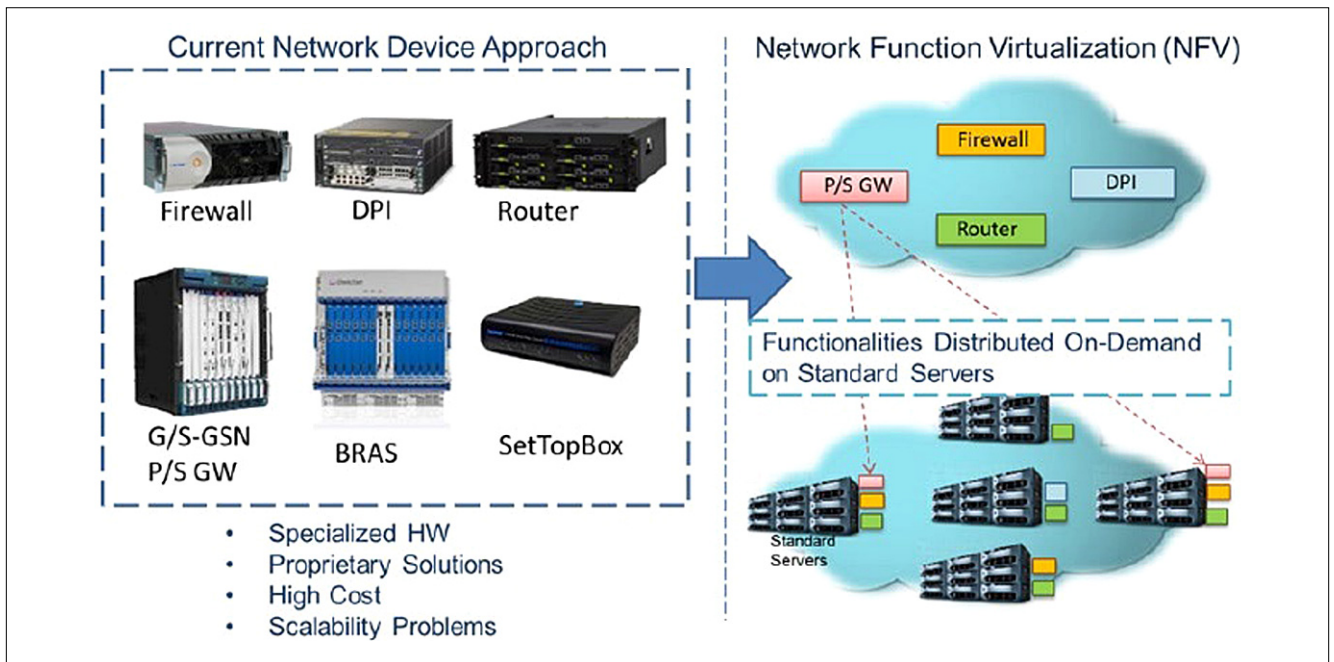 Current Network Device Approach
Firewall
DPI
Router
G/S-GSN
P/S GW
BRAS
SetTopBox
• Specialized HW
• Proprietary Solutions
• High Cost
• Scalability Problems
Network Function Virtualization (NFV)
Firewall
P/S GW
DPI
Router
Functionalities Distributed On-Demand
on Standard Servers
Standard
Servers